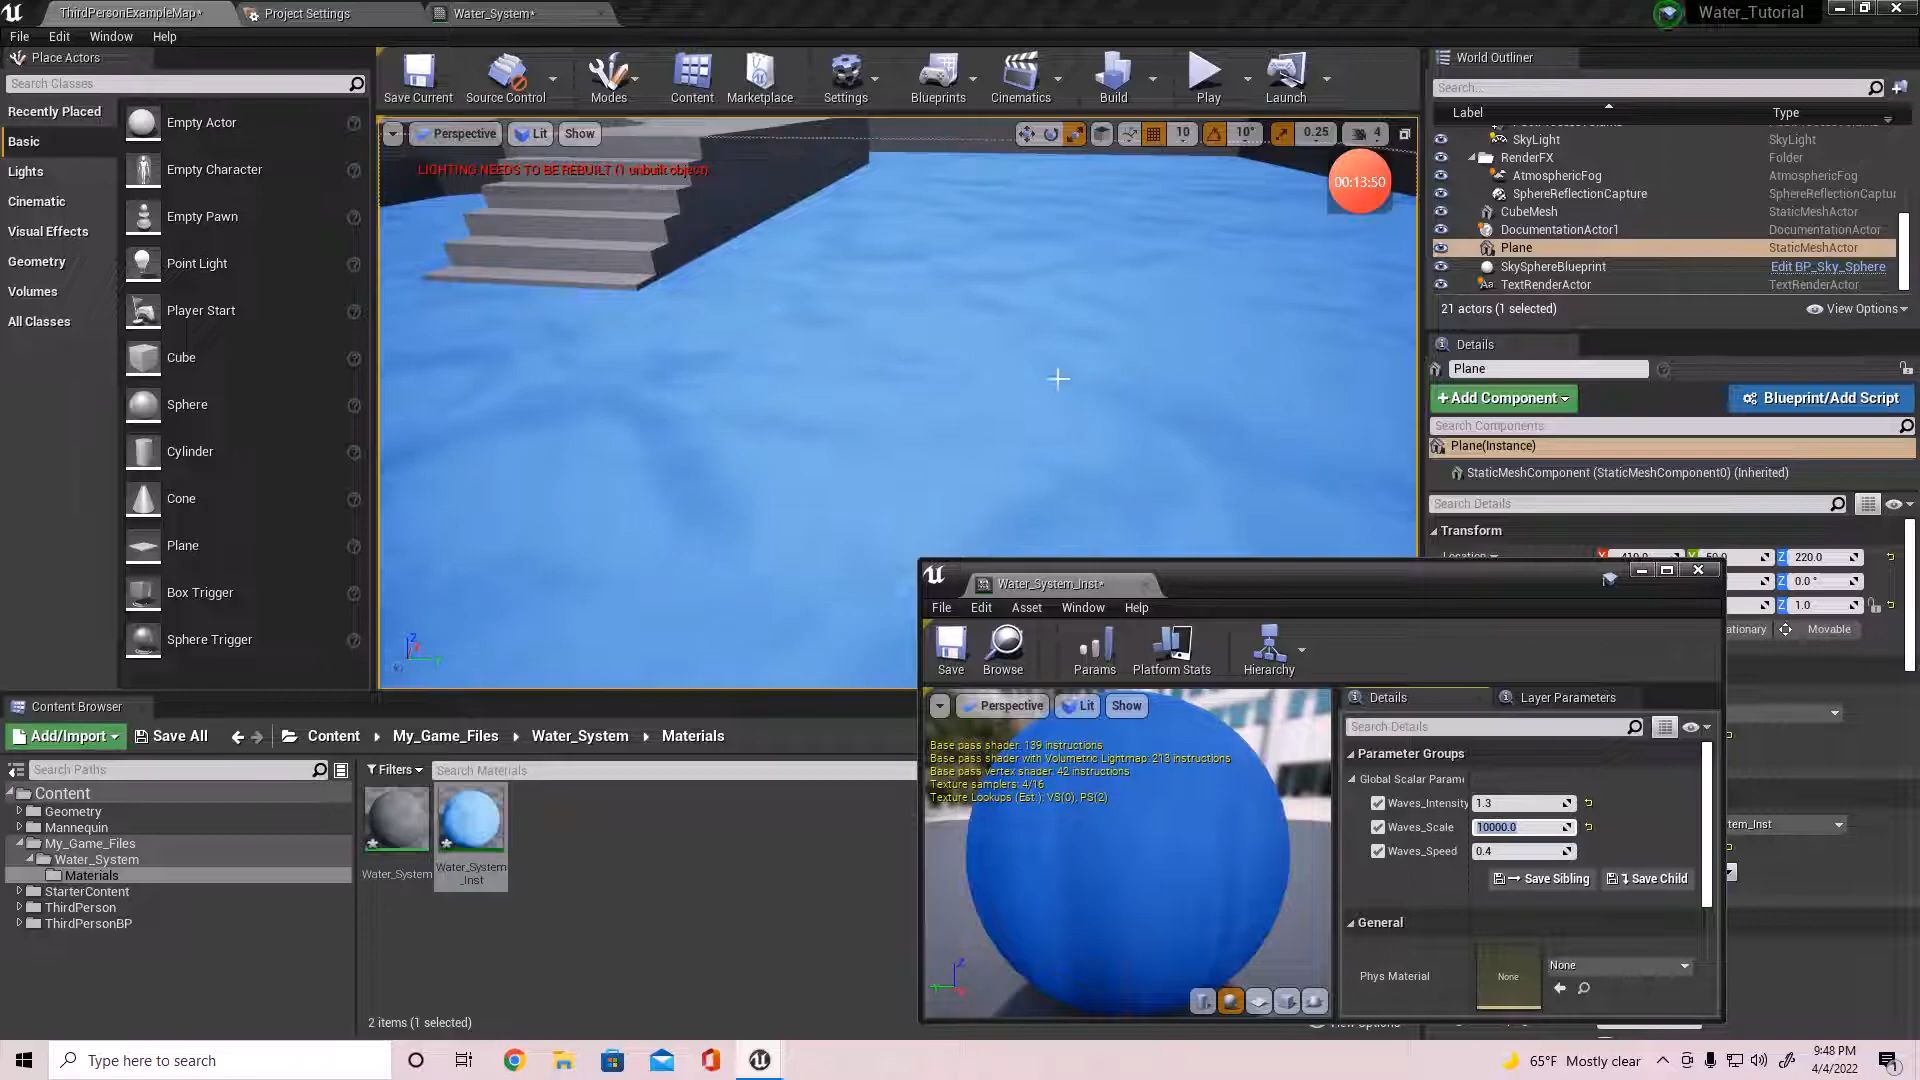 ThirdPersonExampleMap*
Project Settings
Water_System*
Water_Tutorial
File Edit Window Help
Place Actors
Search Classes
Recently Placed
Basic
Lights
Cinematic
Visual Effects
Geometry
Volumes
All Classes
Empty Actor
Empty Character
Empty Pawn
Point Light
Player Start
Cube
Sphere
Cylinder
Cone
Plane
Box Trigger
Sphere Trigger
Save Current
Source Control
Modes
Content
Marketplace
Settings
Blueprints
Cinematics
Build
Play
Launch
Perspective Lit Show
10 10° 0.25 4
LIGHTING NEEDS TO BE REBUILT (1 unbuilt object)
00:13:50
World Outliner
Search...
Label Type
SkyLight SkyLight
RenderFX Folder
AtmosphericFog AtmosphericFog
SphereReflectionCapture SphereReflectionCaptur
CubeMesh StaticMeshActor
DocumentationActor1 DocumentationActor
Plane StaticMeshActor
SkySphereBlueprint Edit BP_Sky_Sphere
TextRenderActor TextRenderActor
21 actors (1 selected)
View Options
Details
Plane
+Add Component
Blueprint/Add Script
Search Components
Plane(Instance)
StaticMeshComponent (StaticMeshComponent0) (Inherited)
Search Details
Transform
Z 220.0
Z 0.0 °
Z 1.0
Movable
Water_System_Inst*
File Edit Asset Window Help
Save
Browse
Params
Platform Stats
Hierarchy
Perspective Lit Show
Base pass shader: 139 instructions
Base pass shader with Volumetric Lightmap: 213 instructions
Base pass vertex shader: 42 instructions
Texture samplers: 4/16
Texture Lookups (Est.): VS(0), PS(2)
Details
Layer Parameters
Search Details
Parameter Groups
Global Scalar Parame
Waves_Intensity 1.3
Waves_Scale 10000.0
Waves_Speed 0.4
Save Sibling
Save Child
General
Phys Material
None
None
Content Browser
Add/Import
Save All
Content
My_Game_Files
Water_System
Materials
Search Paths
Filters
Search Materials
Content
Geometry
Mannequin
My_Game_Files
Water_System
Materials
StarterContent
ThirdPerson
ThirdPersonBP
Water_System
Water_System
_Inst
2 items (1 selected)
Type here to search
65°F Mostly clear
9:48 PM
4/4/2022